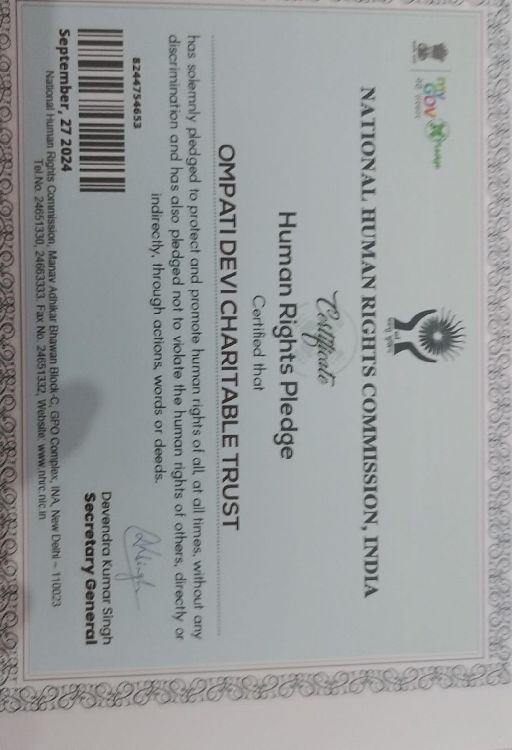 my
GOV
मेरी सरकार
Pledge
NATIONAL HUMAN RIGHTS COMMISSION, INDIA
Certificate
Human Rights Pledge
Certified that
OMPATI DEVI CHARITABLE TRUST
has solemnly pledged to protect and promote human rights of all, at all times, without any
discrimination and has also pledged not to violate the human rights of others, directly or
indirectly, through actions, words or deeds.
8244754653
September, 27 2024
Devendra Kumar Singh
Secretary General
National Human Rights Commission, Manav Adhikar Bhawan Block-C, GPO Complex, INA, New Delhi – 110023
Tel.No. 24651330, 24663333. Fax No. 24651332, Website: www.nhrc.nic.in